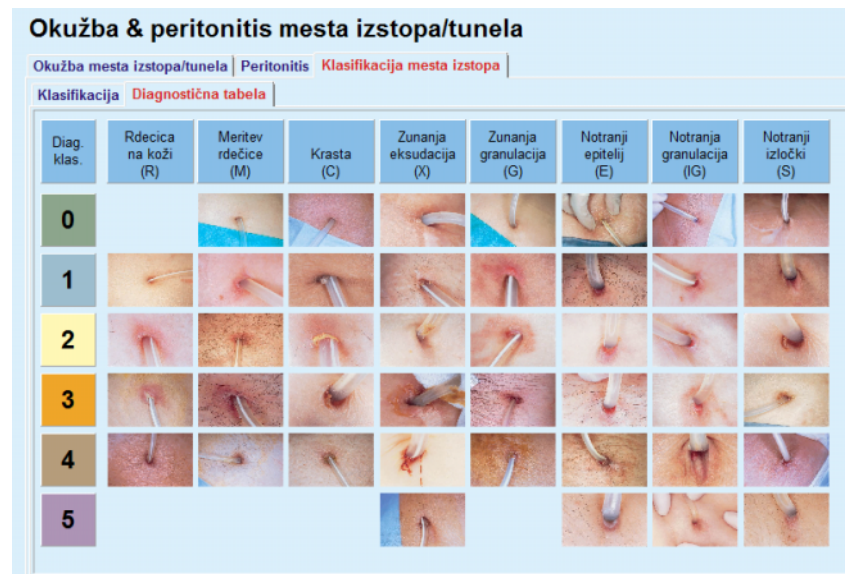 Okužba & peritonitis mesta izstopa/tunela
Okužba mesta izstopa/tunela Peritonitis Klasifikacija mesta izstopa
Klasifikacija Diagnostična tabela
Diag. klas.
Rdecica na koži (R)
Meritev rdečice (M)
Krasta (C)
Zunanja eksudacija (X)
Zunanja granulacija (G)
Notranji epitelij (E)
Notranja granulacija (IG)
Notranji izločki (S)
0
1
2
3
4
5